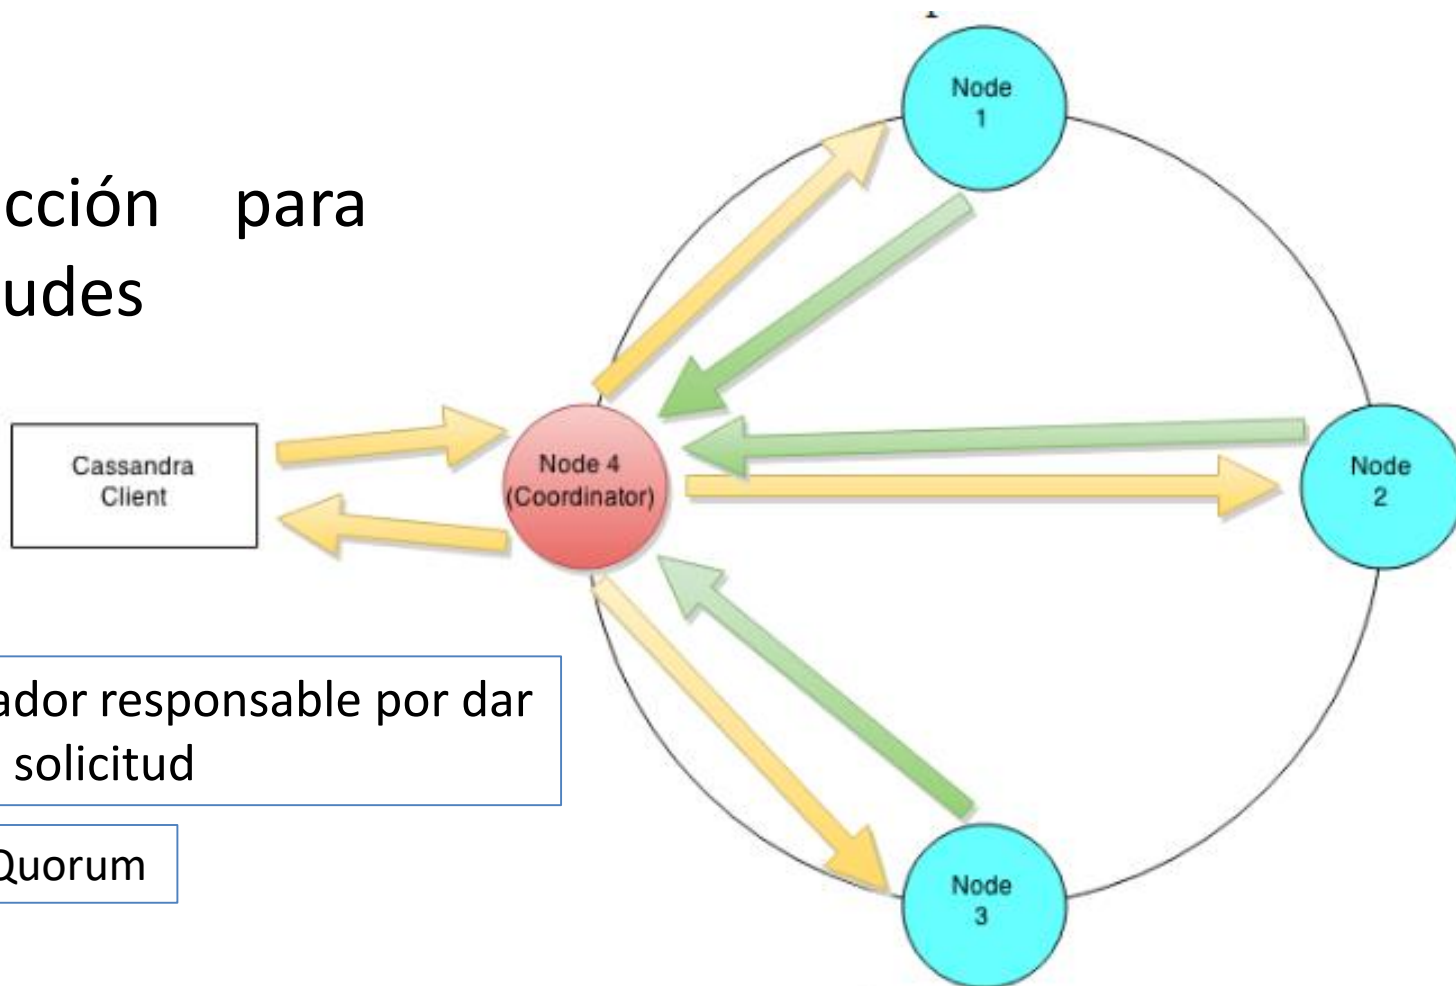 Node
1
cción para
udes
Cassandra
Client
Node 4
(Coordinator)
Node
2
ador responsable por dar
solicitud
Quorum
Node
3